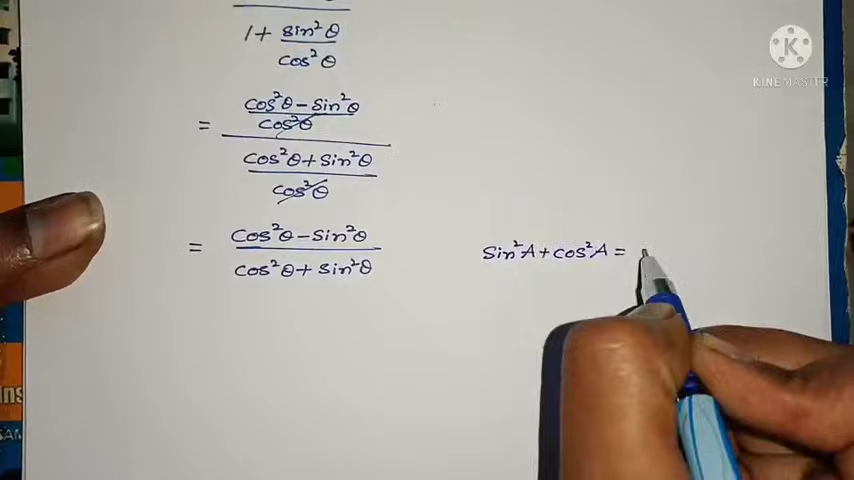 1 + sin²θ
cos²θ
= cos²θ - sin²θ
cos²θ
cos²θ + sin²θ
cos²θ
= cos²θ - sin²θ
cos²θ + sin²θ
sin²A + cos²A =
KINEMASTER